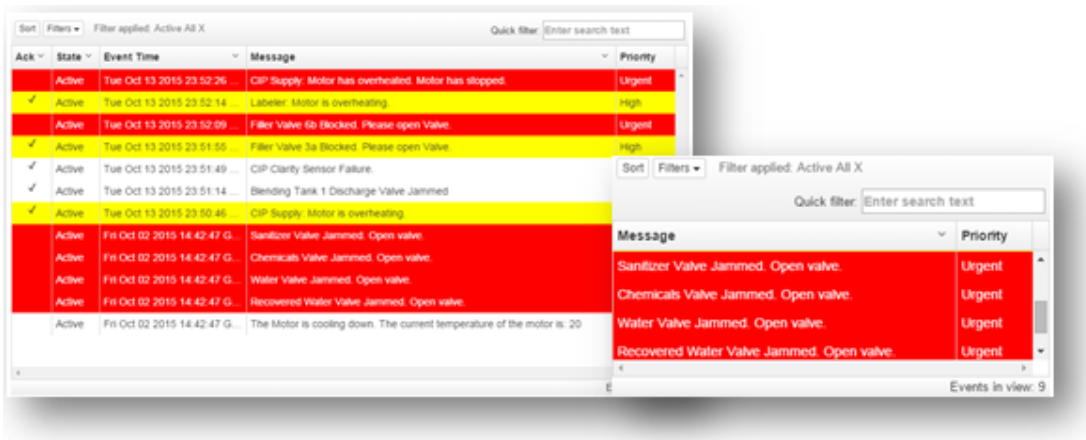 Sort Filters Filter applied: Active All X Quick filter: Enter search text
Ack State Event Time Message Priority
Active Tue Oct 13 2015 23:52:26 ... CIP Supply: Motor has overheated. Motor has stopped. Urgent
✓ Active Tue Oct 13 2015 23:52:14 ... Labeler: Motor is overheating. High
Active Tue Oct 13 2015 23:52:09 ... Filler Valve 6b Blocked. Please open Valve. Urgent
✓ Active Tue Oct 13 2015 23:51:55 ... Filler Valve 3a Blocked. Please open Valve. High
✓ Active Tue Oct 13 2015 23:51:49 ... CIP Clarity Sensor Failure.
✓ Active Tue Oct 13 2015 23:51:14 ... Blending Tank 1 Discharge Valve Jammed
✓ Active Tue Oct 13 2015 23:50:46 ... CIP Supply: Motor is overheating.
Active Fri Oct 02 2015 14:42:47 G... Sanitizer Valve Jammed. Open valve.
Active Fri Oct 02 2015 14:42:47 G... Chemicals Valve Jammed. Open valve.
Active Fri Oct 02 2015 14:42:47 G... Water Valve Jammed. Open valve.
Active Fri Oct 02 2015 14:42:47 G... Recovered Water Valve Jammed. Open valve.
Active Fri Oct 02 2015 14:42:47 G... The Motor is cooling down. The current temperature of the motor is: 20
Sort Filters Filter applied: Active All X
Quick filter: Enter search text
Message Priority
Sanitizer Valve Jammed. Open valve. Urgent
Chemicals Valve Jammed. Open valve. Urgent
Water Valve Jammed. Open valve. Urgent
Recovered Water Valve Jammed. Open valve. Urgent
Events in view: 9